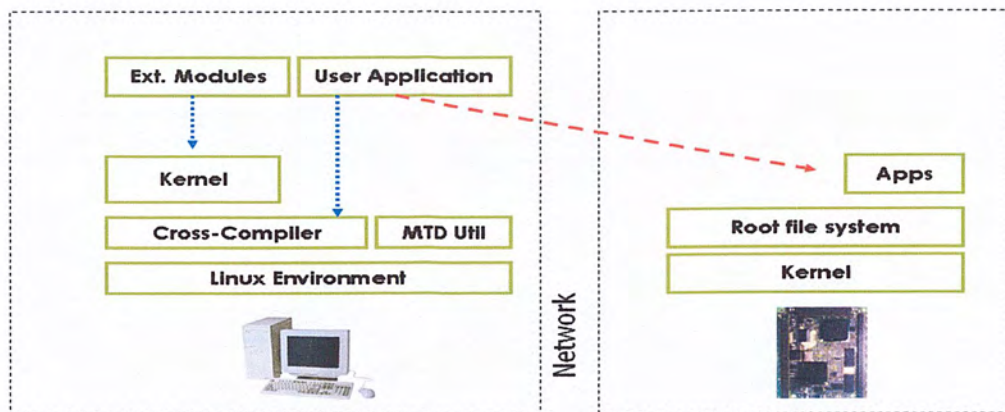 Ext. Modules
User Application
Kernel
Cross-Compiler
MTD Util
Linux Environment
Network
Apps
Root file system
Kernel